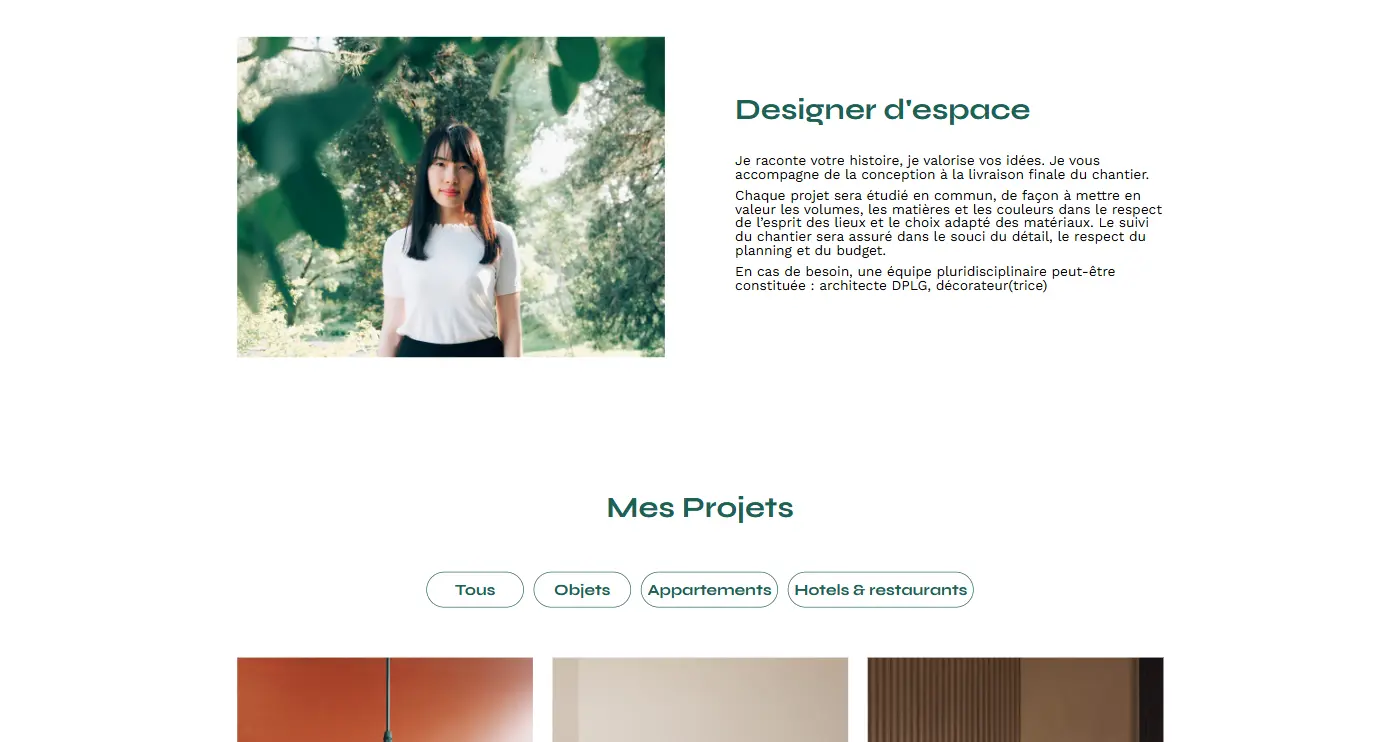 Designer d'espace
Je raconte votre histoire, je valorise vos idées. Je vous
accompagne de la conception à la livraison finale du chantier.
Chaque projet sera étudié en commun, de façon à mettre en
valeur les volumes, les matières et les couleurs dans le respect
de l’esprit des lieux et le choix adapté des matériaux. Le suivi
du chantier sera assuré dans le souci du détail, le respect du
planning et du budget.
En cas de besoin, une équipe pluridisciplinaire peut-être
constituée : architecte DPLG, décorateur(trice)
Mes Projets
Tous
Objets
Appartements
Hotels & restaurants